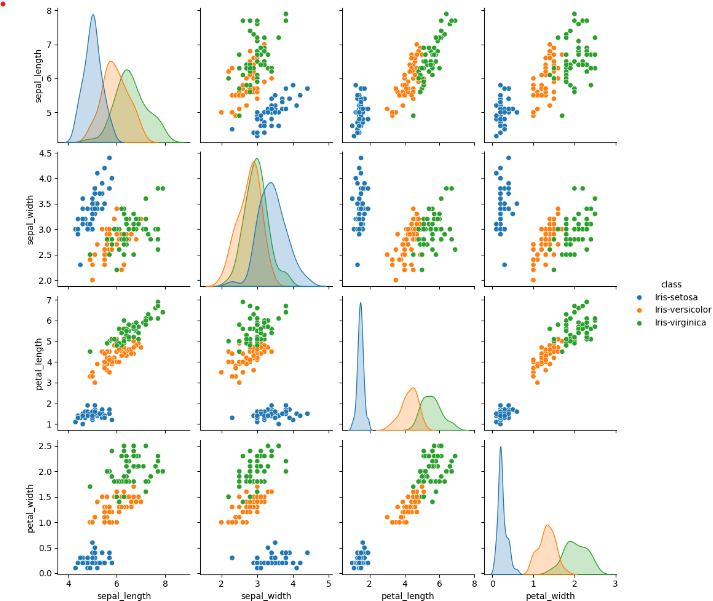 8
7
6
5
sepal_length
4.5
4.0
3.5
3.0
2.5
2.0
sepal_width
7
6
5
4
3
2
1
petal_length
2.5
2.0
1.5
1.0
0.5
0.0
petal_width
4 6 8
sepal_length
2 3 4 5
sepal_width
2 4 6 8
petal_length
0 1 2 3
petal_width
class
Iris-setosa
Iris-versicolor
Iris-virginica